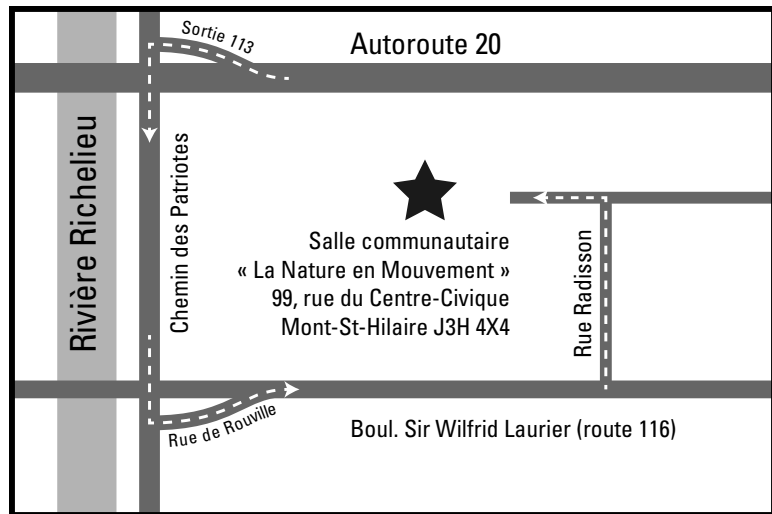 Sortie 113
Autoroute 20
Rivière Richelieu
Chemin des Patriotes
Salle communautaire
« La Nature en Mouvement »
99, rue du Centre-Civique
Mont-St-Hilaire J3H 4X4
Rue Radisson
Rue de Rouville
Boul. Sir Wilfrid Laurier (route 116)